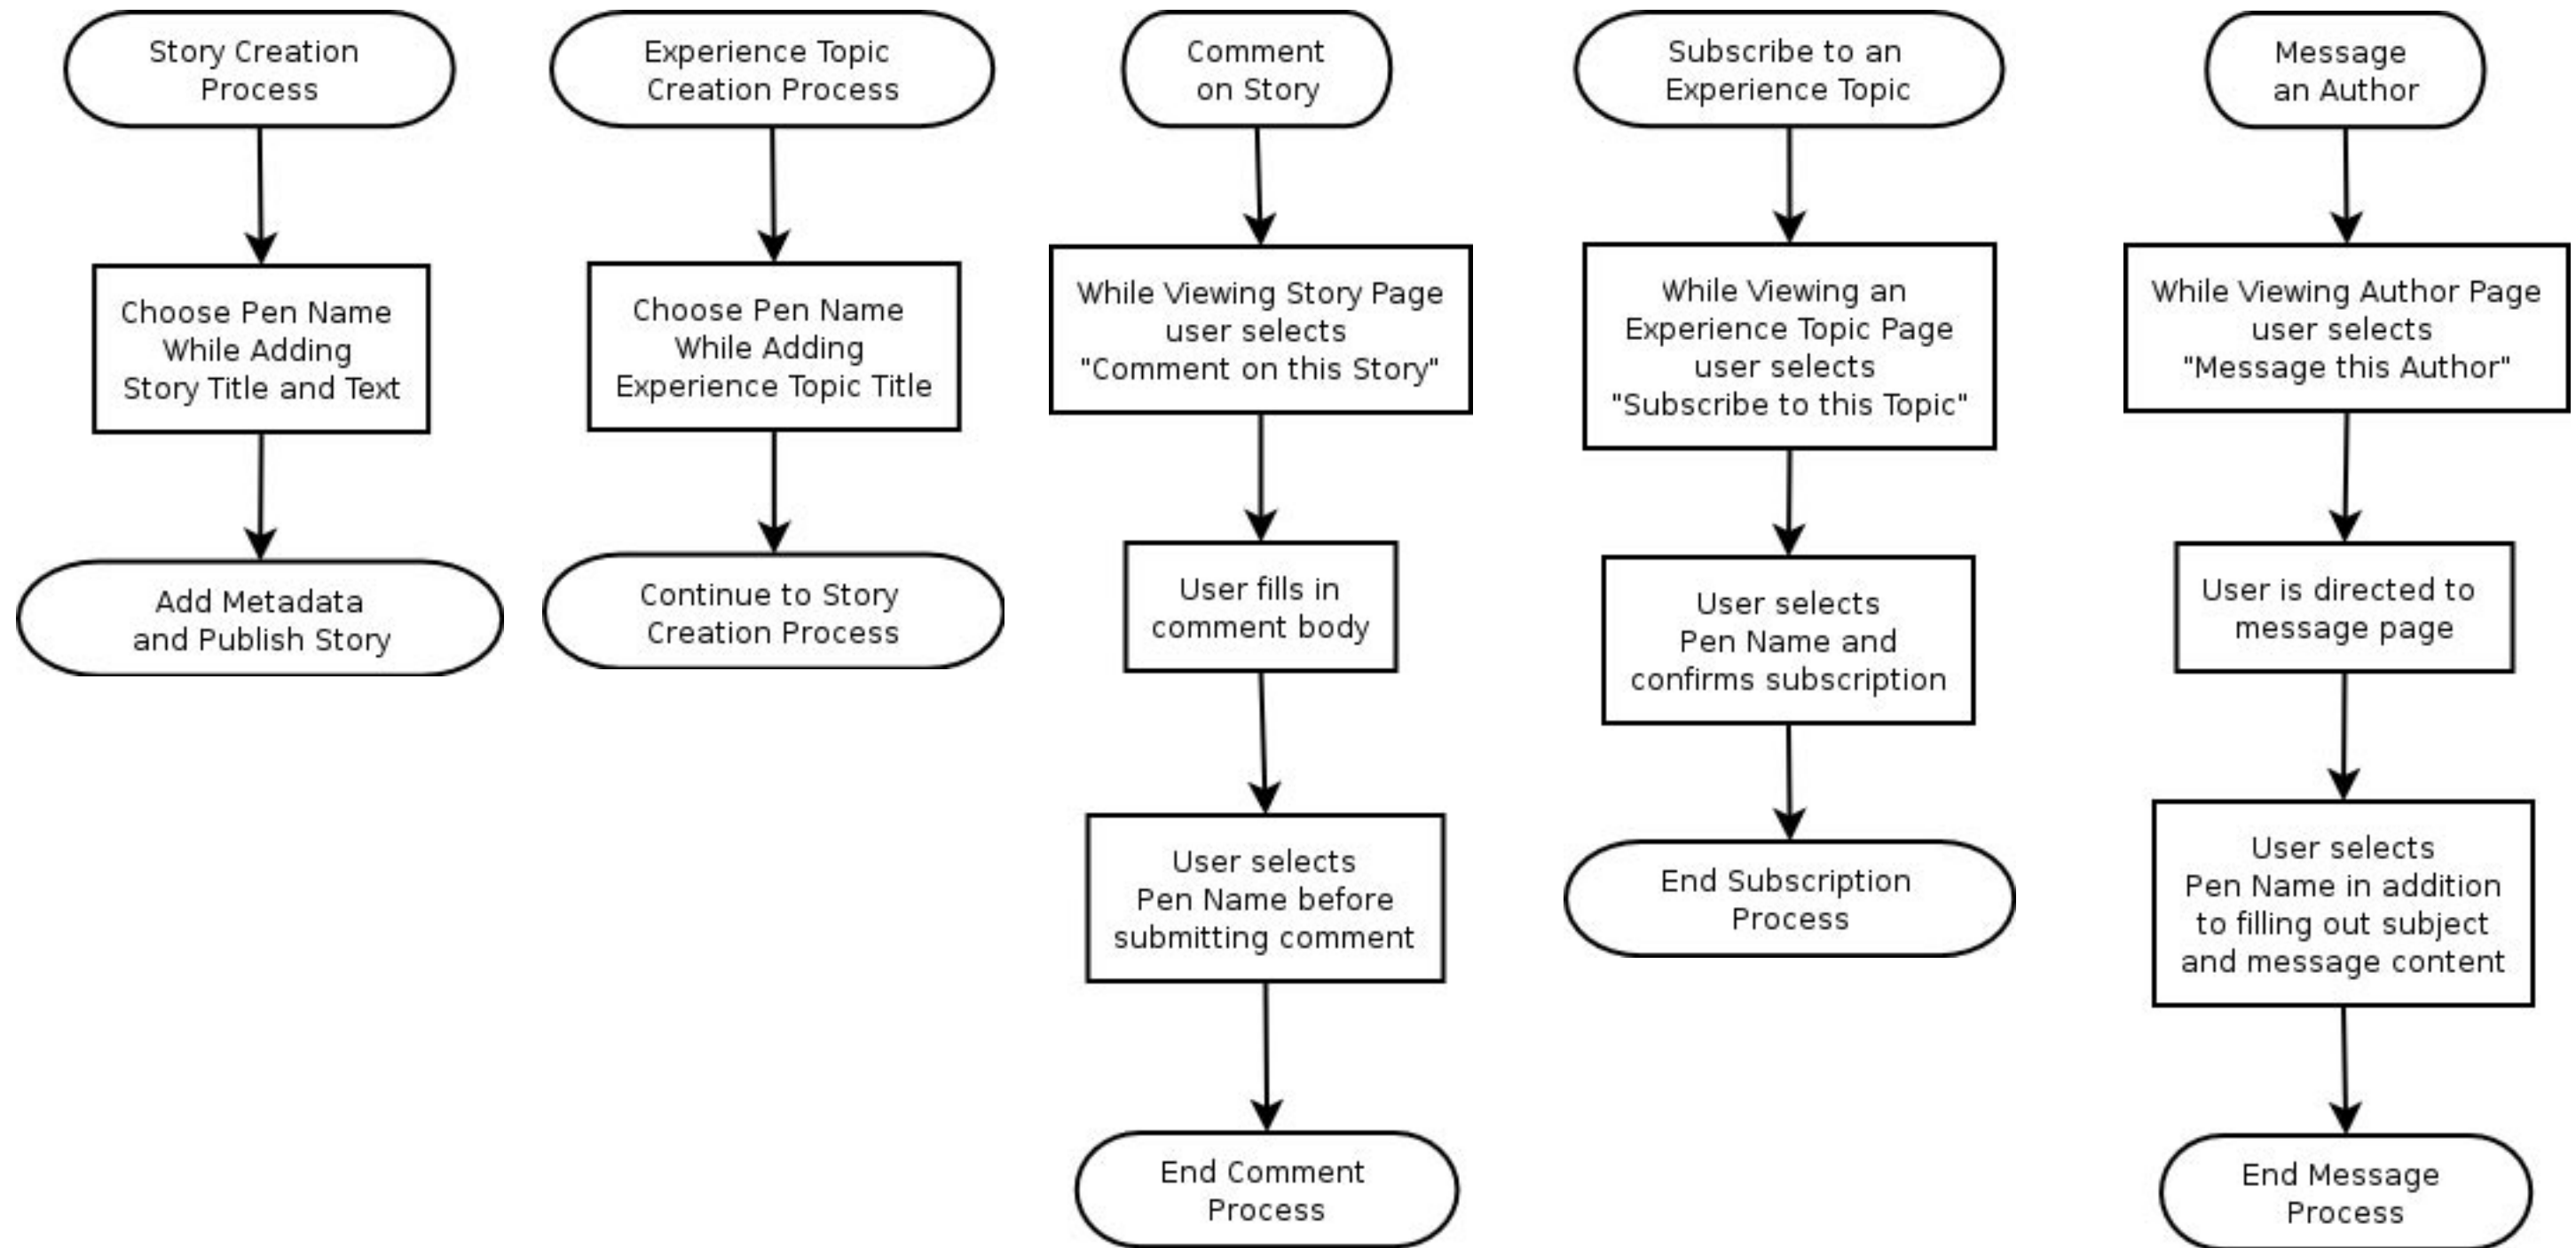 Story Creation
Process
Choose Pen Name
While Adding
Story Title and Text
Add Metadata
and Publish Story
Experience Topic
Creation Process
Choose Pen Name
While Adding
Experience Topic Title
Continue to Story
Creation Process
Comment
on Story
While Viewing Story Page
user selects
"Comment on this Story"
User fills in
comment body
User selects
Pen Name before
submitting comment
End Comment
Process
Subscribe to an
Experience Topic
While Viewing an
Experience Topic Page
user selects
"Subscribe to this Topic"
User selects
Pen Name and
confirms subscription
End Subscription
Process
Message
an Author
While Viewing Author Page
user selects
"Message this Author"
User is directed to
message page
User selects
Pen Name in addition
to filling out subject
and message content
End Message
Process